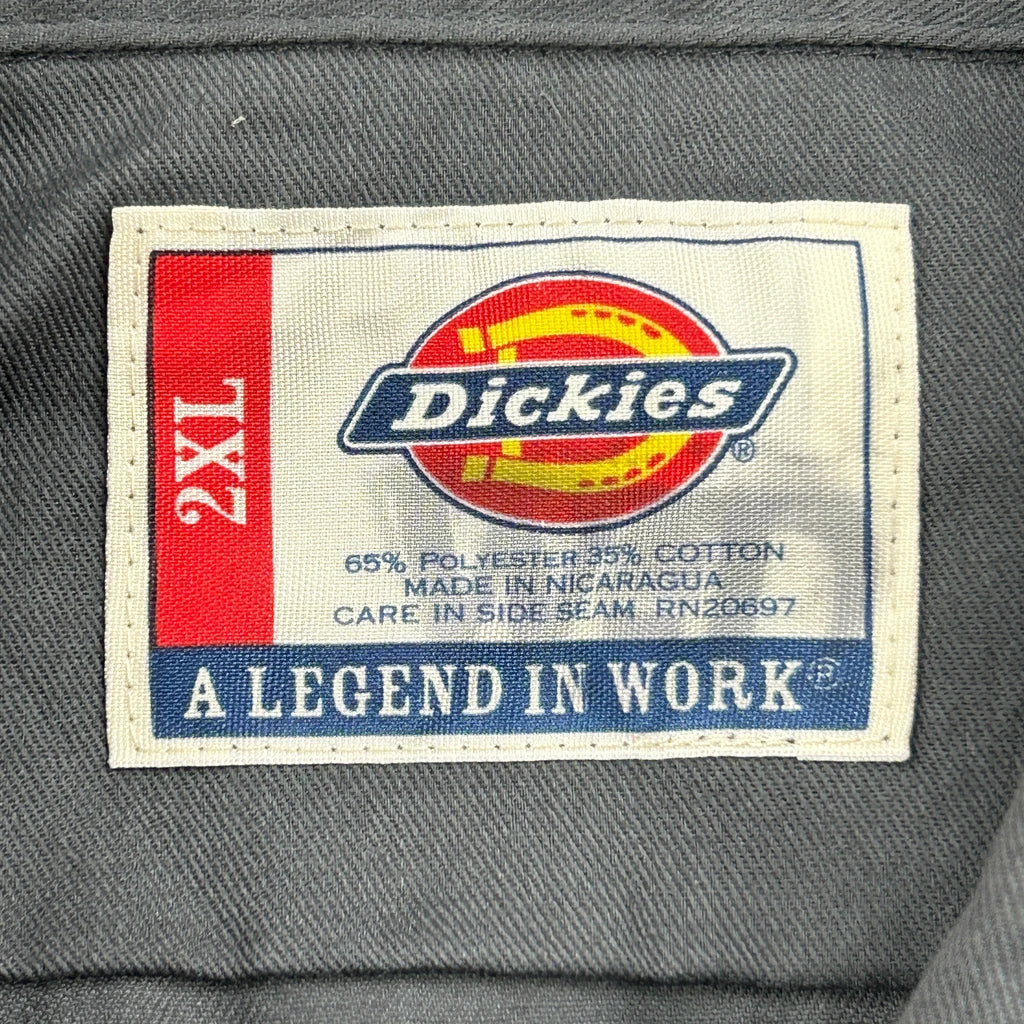 2XL
Dickies®
65% POLYESTER 35% COTTON
MADE IN NICARAGUA
CARE IN SIDE SEAM RN20697
A LEGEND IN WORK®